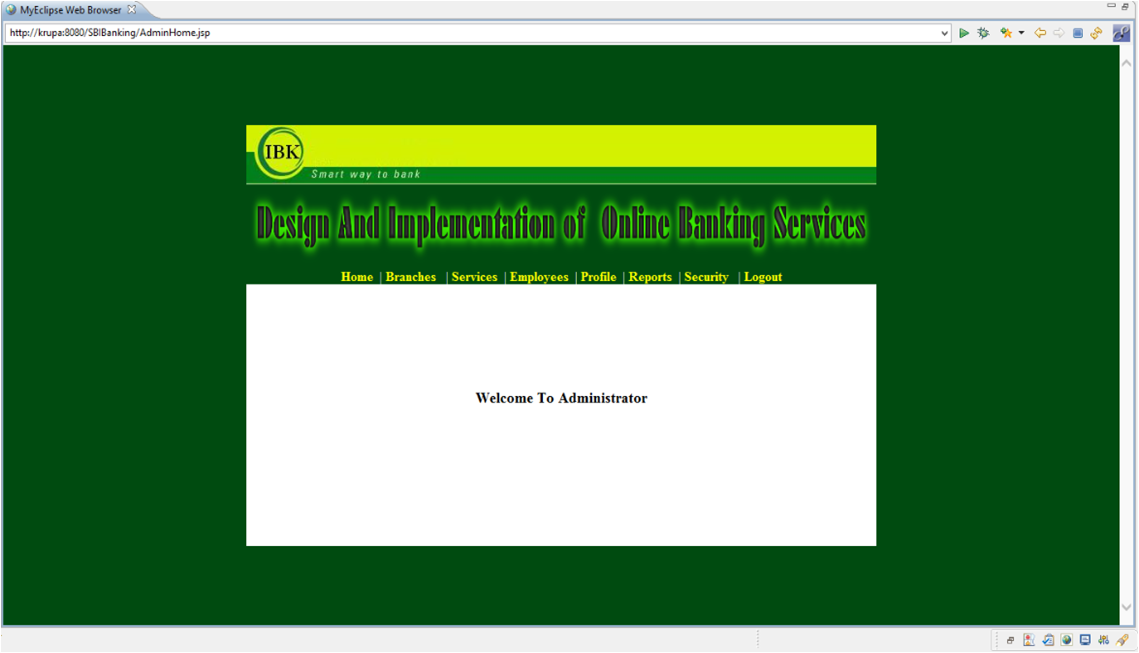 MyEclipse Web Browser
http://krupa:8080/SBIBanking/AdminHome.jsp
IBK
Smart way to bank
Design And Implementation of Online Banking Services
Home | Branches | Services | Employees | Profile | Reports | Security | Logout
Welcome To Administrator